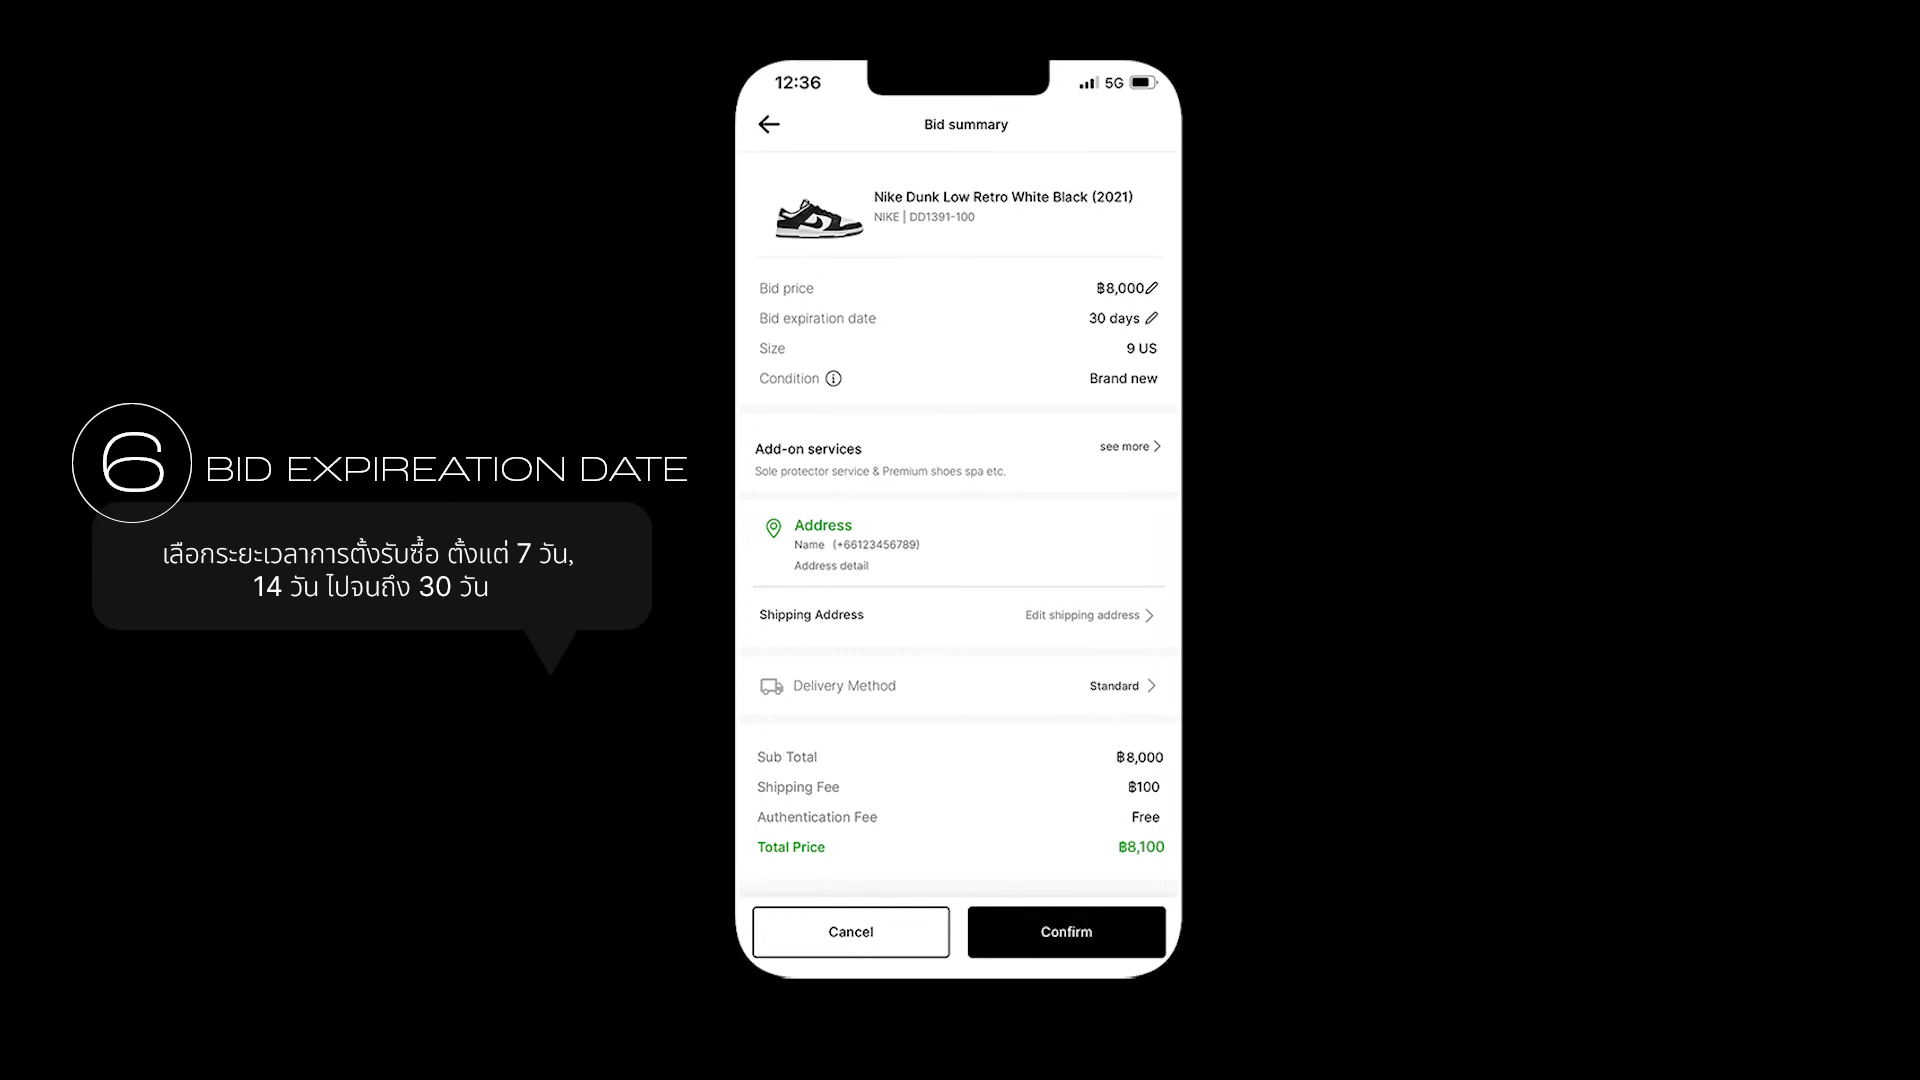 6 BID EXPIREATION DATE
เลือกระยะเวลาการตั้งรับซื้อ ตั้งแต่ 7 วัน,
14 วัน ไปจนถึง 30 วัน
12:36 5G
Bid summary
Nike Dunk Low Retro White Black (2021)
NIKE | DD1391-100
Bid price ฿8,000
Bid expiration date 30 days
Size 9 US
Condition Brand new
Add-on services see more
Sole protector service & Premium shoes spa etc.
Address
Name (+66123456789)
Address detail
Shipping Address Edit shipping address
Delivery Method Standard
Sub Total ฿8,000
Shipping Fee ฿100
Authentication Fee Free
Total Price ฿8,100
Cancel Confirm